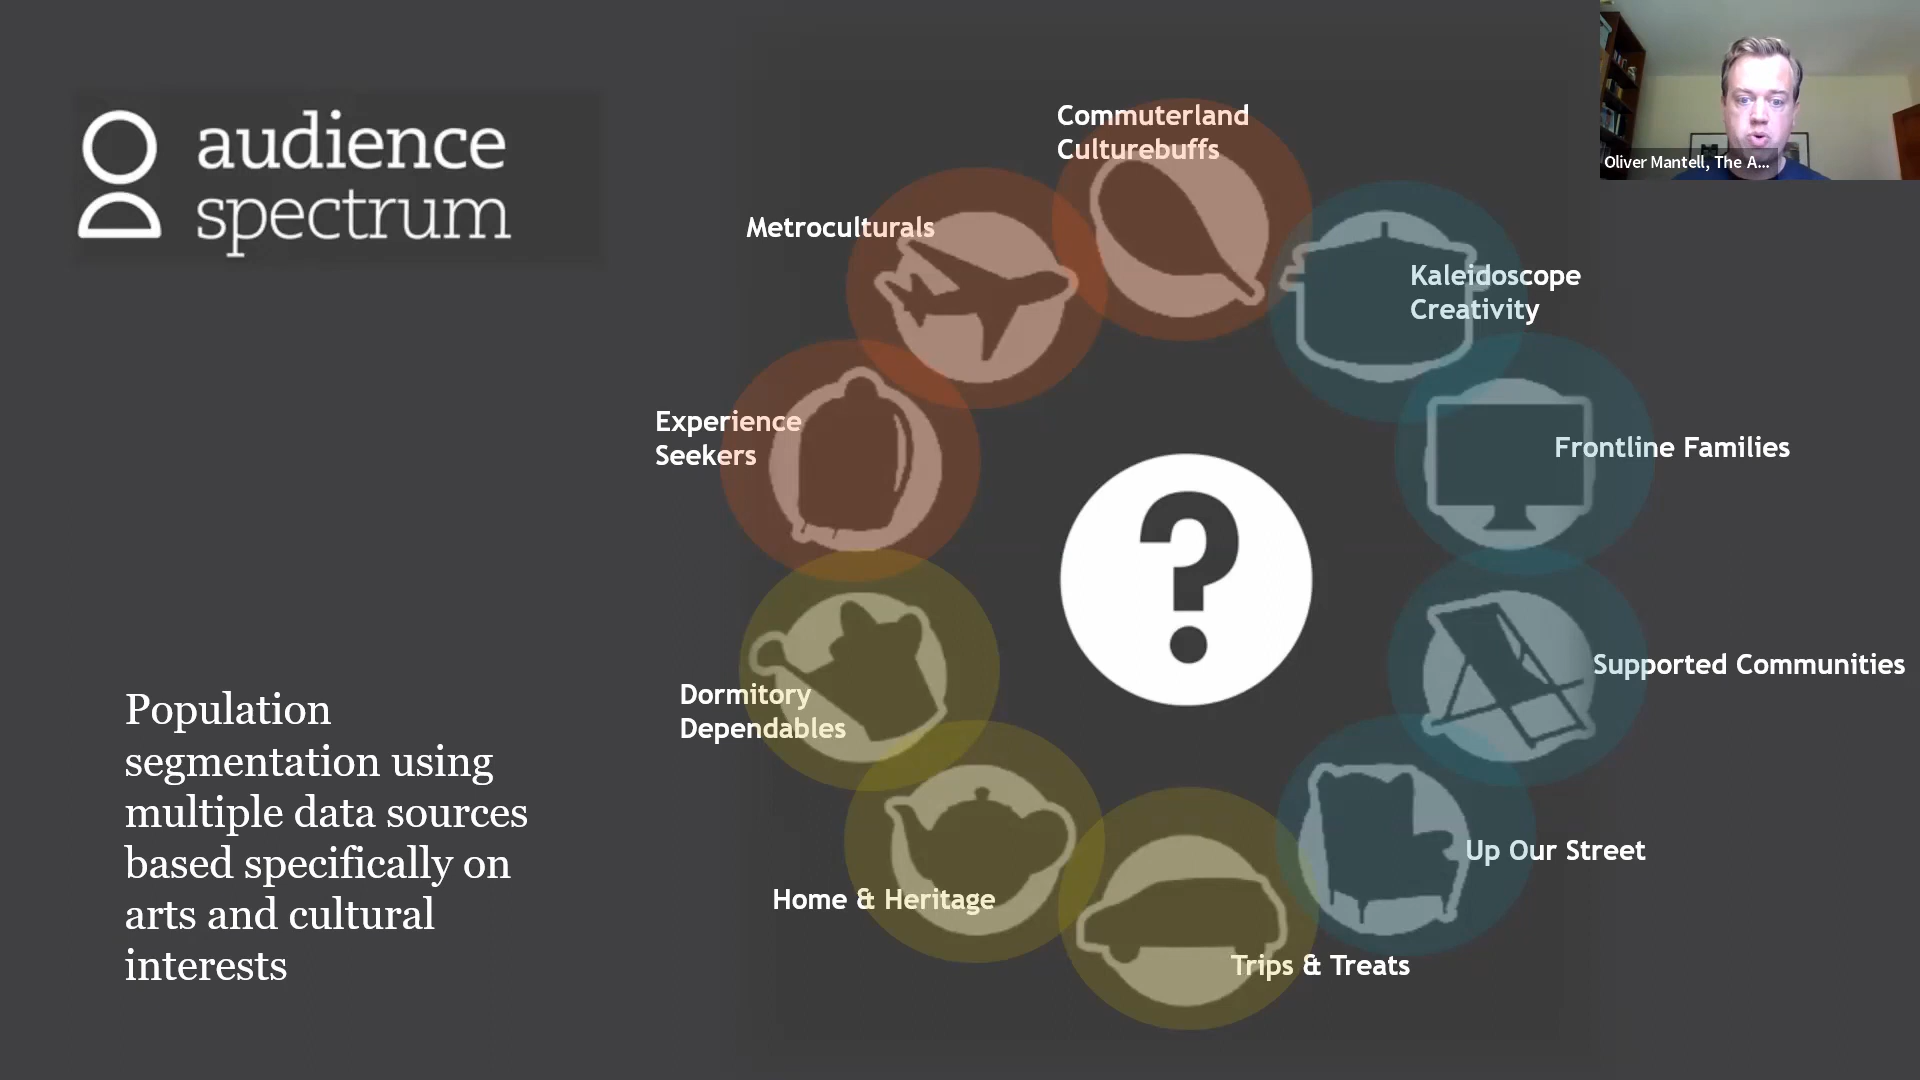 audience
spectrum
Population
segmentation using
multiple data sources
based specifically on
arts and cultural
interests
Commuterland
Culturebuffs
Metroculturals
Kaleidoscope
Creativity
Experience
Seekers
Frontline Families
?
Dormitory
Dependables
Supported Communities
Home & Heritage
Up Our Street
Trips & Treats
Oliver Mantell, The A...